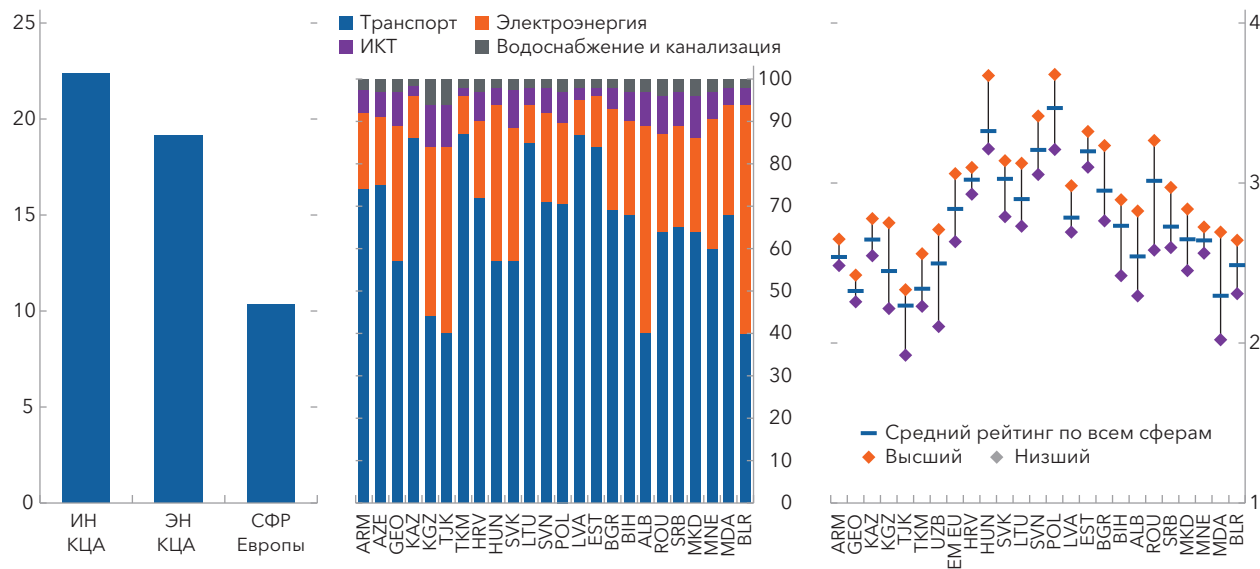 25
20
15
10
5
0
ИН
КЦА
ЭН
КЦА
СФР
Европы
Транспорт
Электроэнергия
ИКТ
Водоснабжение и канализация
100
90
80
70
60
50
40
30
20
10
0
ARM
AZE
GEO
KAZ
KGZ
TJK
TKM
HRV
HUN
SVK
LTU
SVN
POL
LVA
EST
BGR
BIH
ALB
ROU
SRB
MKD
MNE
MDA
BLR
4
3
2
1
Средний рейтинг по всем сферам
Высший
Низший
ARM
GEO
KAZ
KGZ
TJK
TKM
UZB
EM EU
HRV
HUN
SVK
LTU
SVN
POL
LVA
EST
BGR
BIH
ALB
ROU
SRB
MKD
MNE
MDA
BLR